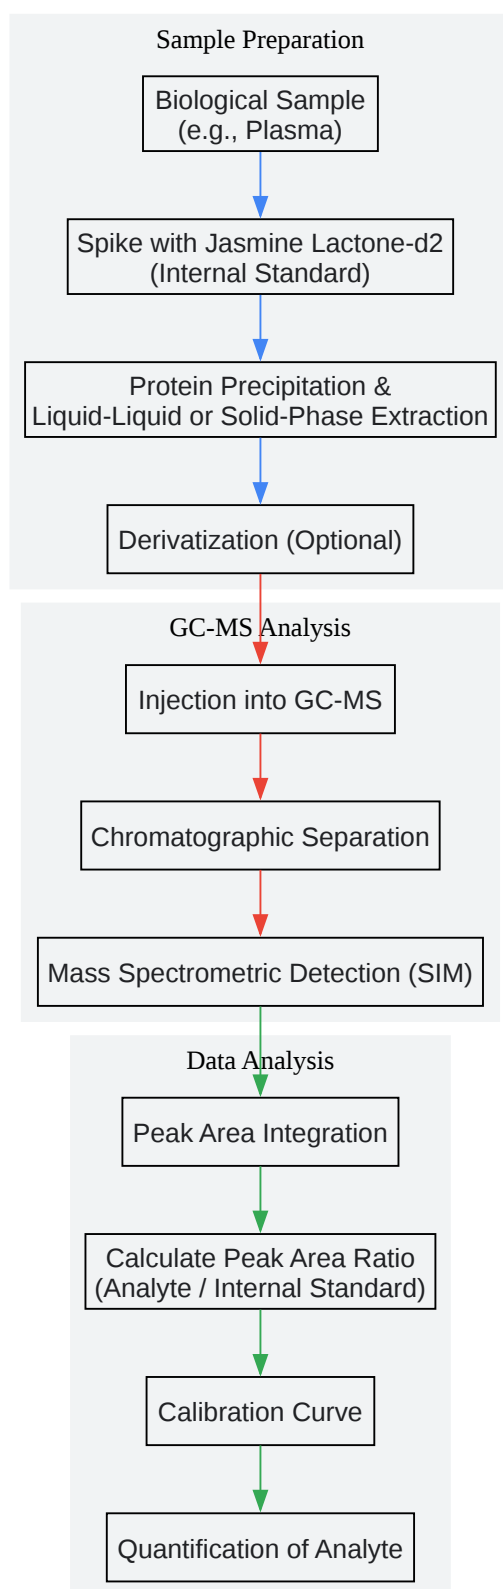 Sample Preparation
Biological Sample
(e.g., Plasma)
Spike with Jasmine Lactone-d2
(Internal Standard)
Protein Precipitation &
Liquid-Liquid or Solid-Phase Extraction
Derivatization (Optional)
GC-MS Analysis
Injection into GC-MS
Chromatographic Separation
Mass Spectrometric Detection (SIM)
Data Analysis
Peak Area Integration
Calculate Peak Area Ratio
(Analyte / Internal Standard)
Calibration Curve
Quantification of Analyte